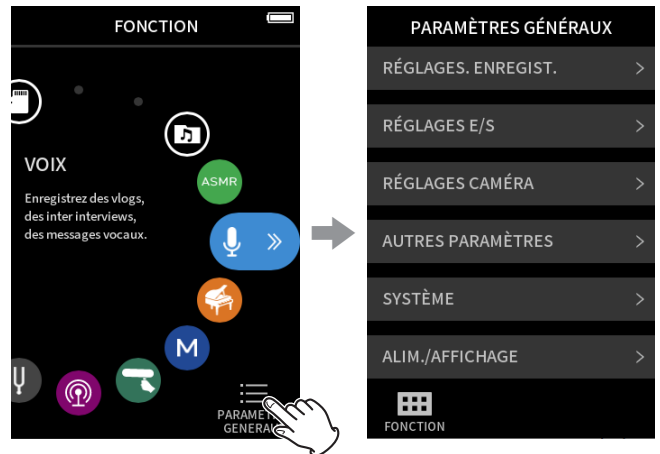 FONCTION
VOIX
Enregistrez des vlogs,
des inter interviews,
des messages vocaux.
ASMR
M
PARAMÈTRES GÉNÉRAUX
RÉGLAGES. ENREGIST.
RÉGLAGES E/S
RÉGLAGES CAMÉRA
AUTRES PARAMÈTRES
SYSTÈME
ALIM./AFFICHAGE
FONCTION